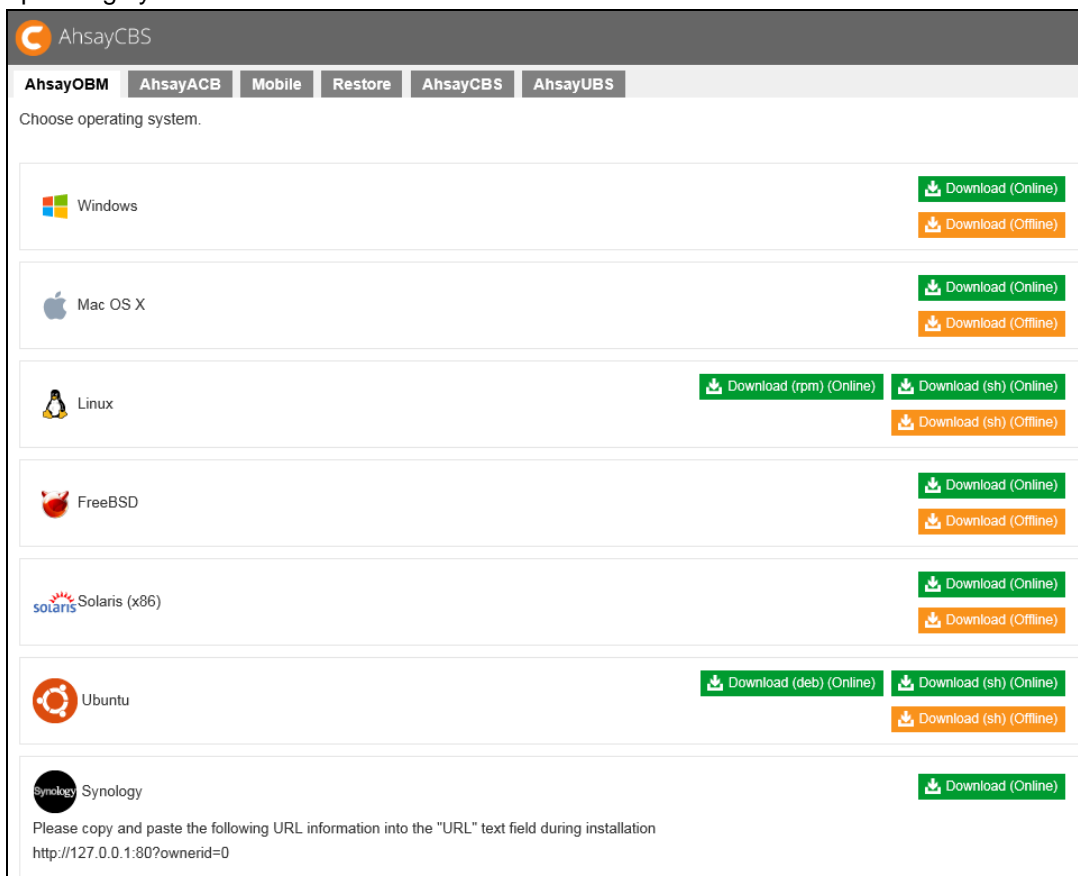 AhsayCBS
AhsayOBM AhsayACB Mobile Restore AhsayCBS AhsayUBS
Choose operating system.
Windows
Download (Online)
Download (Offline)
Mac OS X
Download (Online)
Download (Offline)
Linux
Download (rpm) (Online) Download (sh) (Online)
Download (sh) (Offline)
FreeBSD
Download (Online)
Download (Offline)
solaris Solaris (x86)
Download (Online)
Download (Offline)
Ubuntu
Download (deb) (Online) Download (sh) (Online)
Download (sh) (Offline)
Synology Synology
Download (Online)
Please copy and paste the following URL information into the "URL" text field during installation
http://127.0.0.1:80?ownerid=0